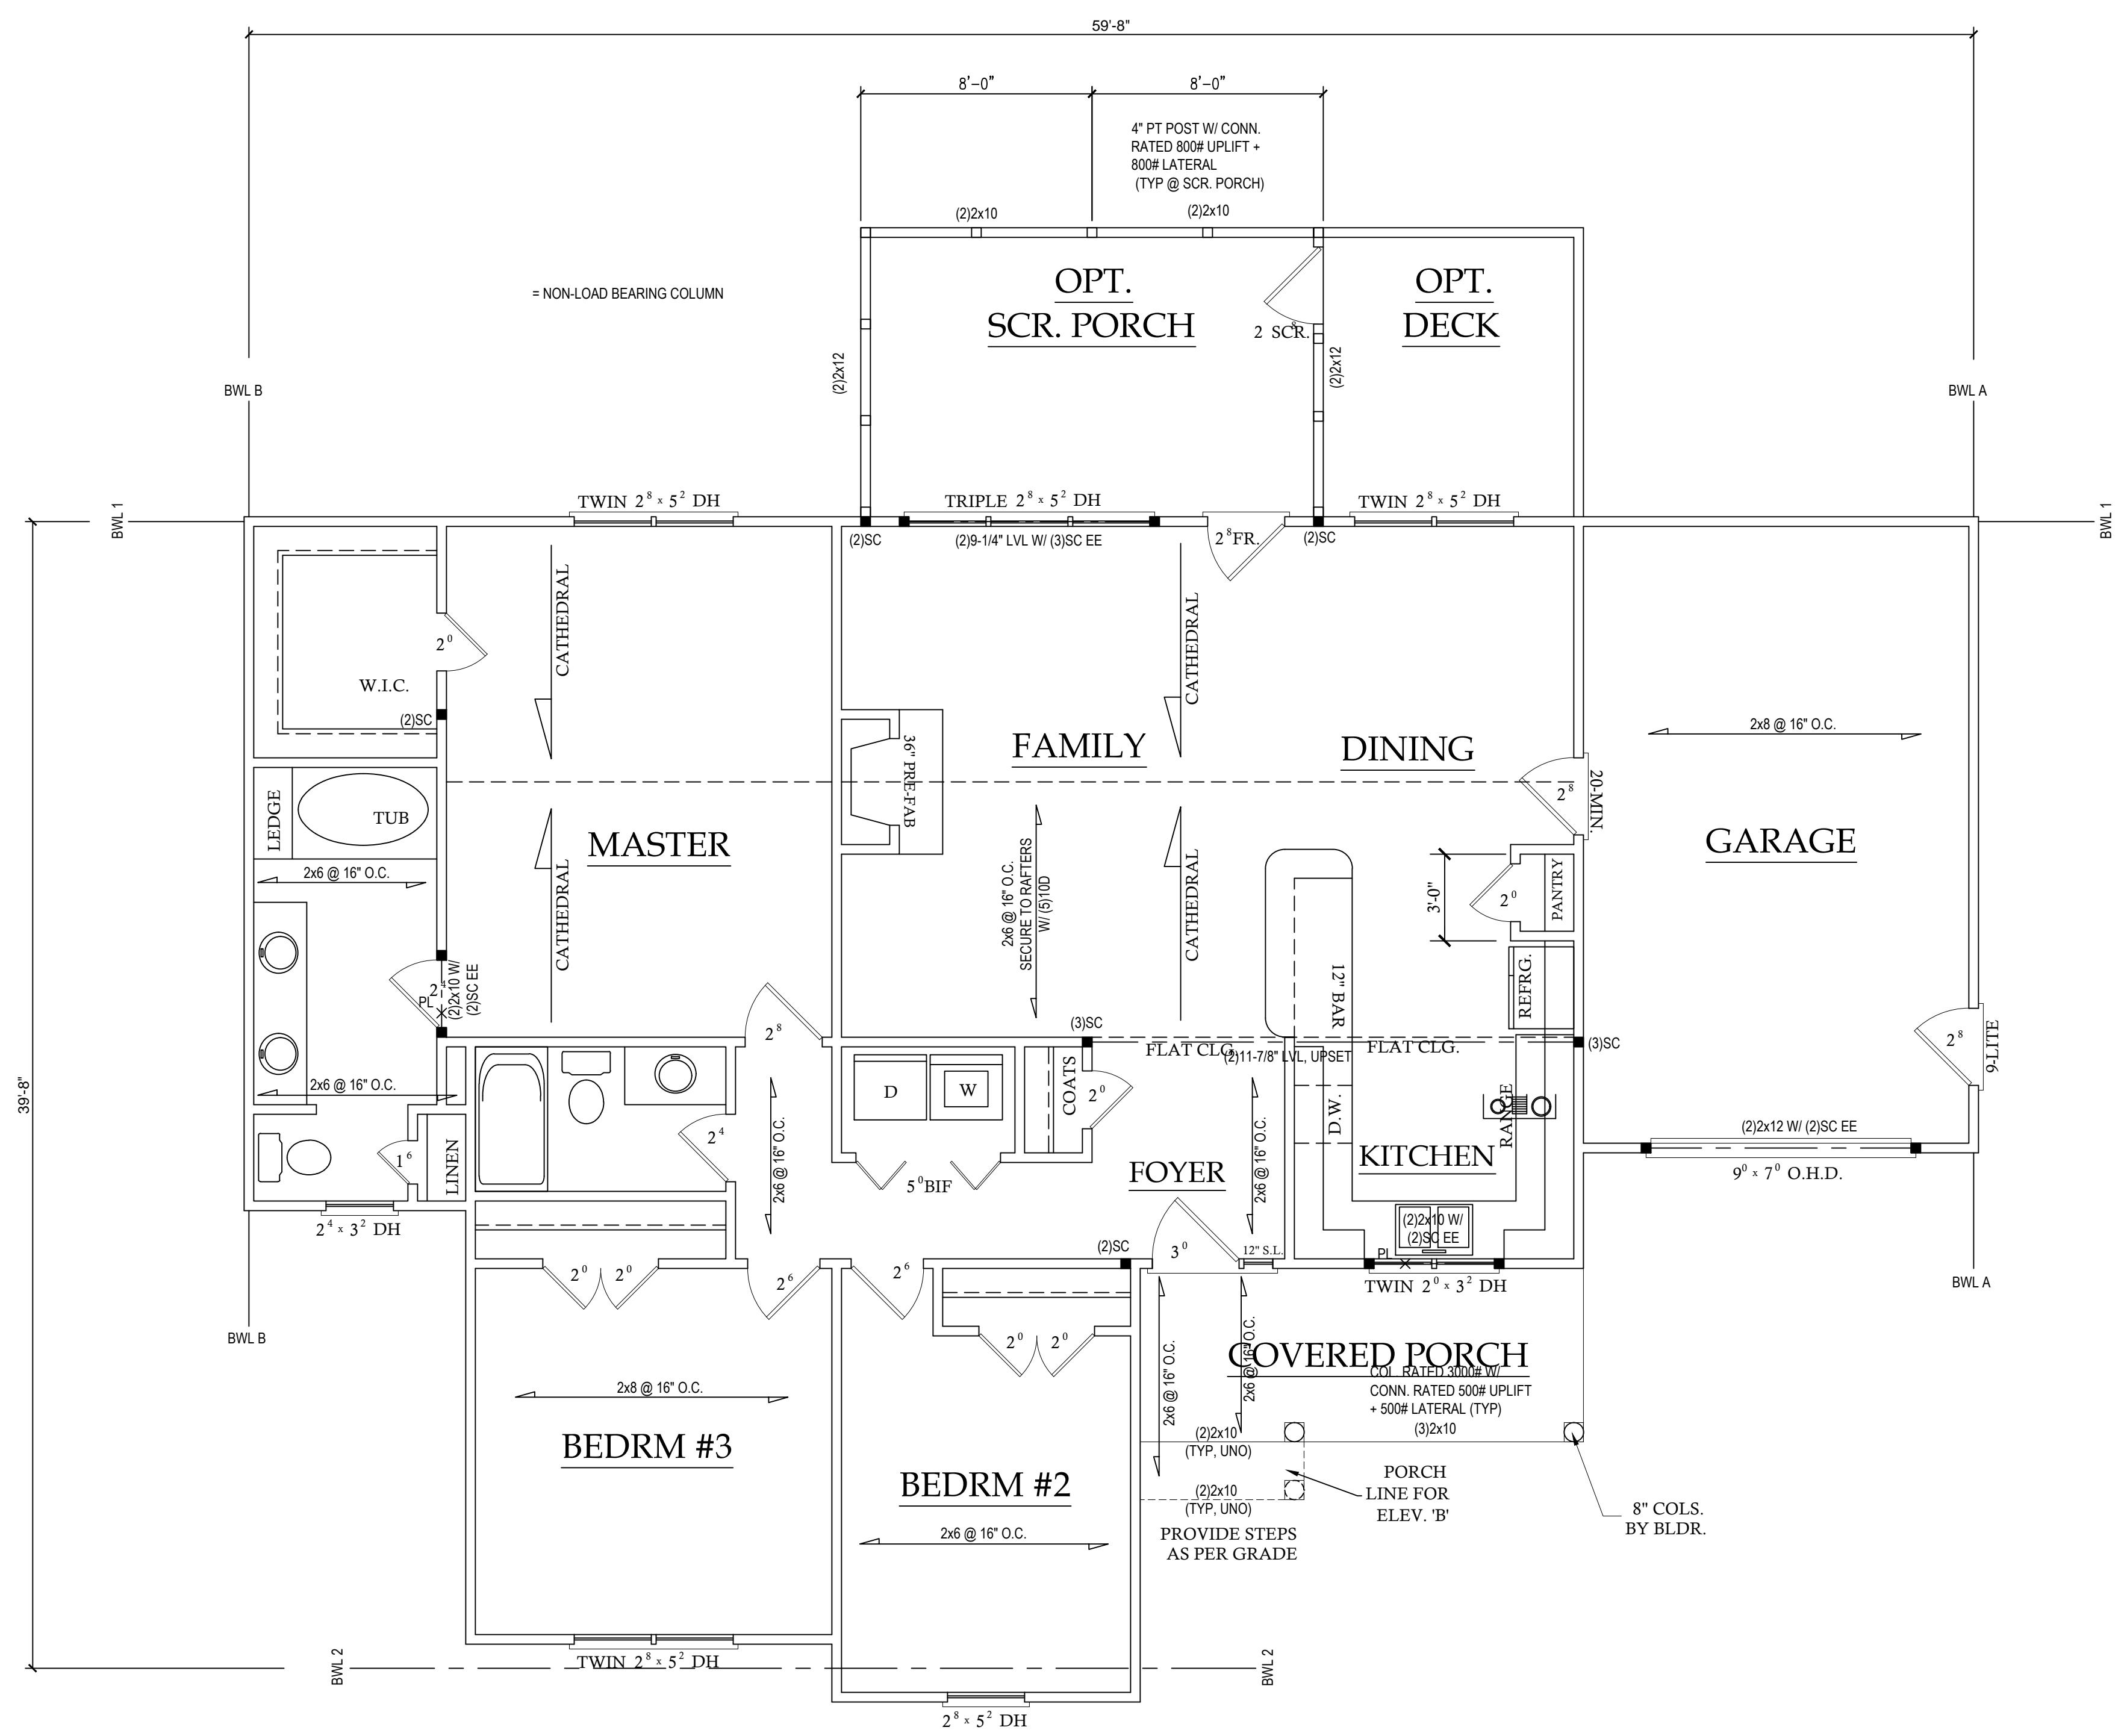 59'-8"
8'-0"
8'-0"
4" PT POST W/ CONN.
RATED 800# UPLIFT +
800# LATERAL
(TYP @ SCR. PORCH)
(2)2x10
(2)2x10
= NON-LOAD BEARING COLUMN
OPT.
SCR. PORCH
OPT.
DECK
2 8 SCR.
(2)2x12
(2)2x12
BWL B
BWL A
BWL 1
BWL 1
TWIN 2⁸ x 5² DH
TRIPLE 2⁸ x 5² DH
TWIN 2⁸ x 5² DH
(2)SC
(2)9-1/4" LVL W/ (3)SC EE
2⁸FR.
(2)SC
CATHEDRAL
CATHEDRAL
2⁰
W.I.C.
(2)SC
2x8 @ 16" O.C.
FAMILY
DINING
36" PRE-FAB
LEDGE
TUB
MASTER
2⁸
20-MIN.
GARAGE
2x6 @ 16" O.C.
CATHEDRAL
2x6 @ 16" O.C.
SECURE TO RAFTERS
W/ (5)10D
CATHEDRAL
3'-0"
2⁰
PANTRY
2⁴
PL
(2)2x10 W/
(2)SC EE
12" BAR
REFRG.
2⁸
(3)SC
FLAT CLG.
(2)11-7/8" LVL, UPSET
FLAT CLG.
(3)SC
2⁸
9-LITE
39'-8"
2x6 @ 16" O.C.
D
W
COATS
2⁰
D.W.
RANGE
2x6 @ 16" O.C.
2⁴
2x6 @ 16" O.C.
(2)2x12 W/ (2)SC EE
1⁶
LINEN
KITCHEN
FOYER
9⁰ x 7⁰ O.H.D.
5⁰BIF
2⁴ x 3² DH
(2)2x10 W/
(2)SC EE
(2)SC
3⁰
12" S.L.
PL
2⁰
2⁰
2⁶
2⁶
TWIN 2⁰ x 3² DH
BWL A
BWL B
2⁰
2⁰
COVERED PORCH
2x6 @ 16" O.C.
2x6 @ 16" O.C.
COL. RATED 3000# W/
CONN. RATED 500# UPLIFT
+ 500# LATERAL (TYP)
(3)2x10
2x8 @ 16" O.C.
BEDRM #3
(2)2x10
(TYP, UNO)
BEDRM #2
PORCH
LINE FOR
ELEV. 'B'
(2)2x10
(TYP, UNO)
8" COLS.
BY BLDR.
PROVIDE STEPS
AS PER GRADE
2x6 @ 16" O.C.
BWL 2
TWIN 2⁸ x 5² DH
BWL 2
2⁸ x 5² DH